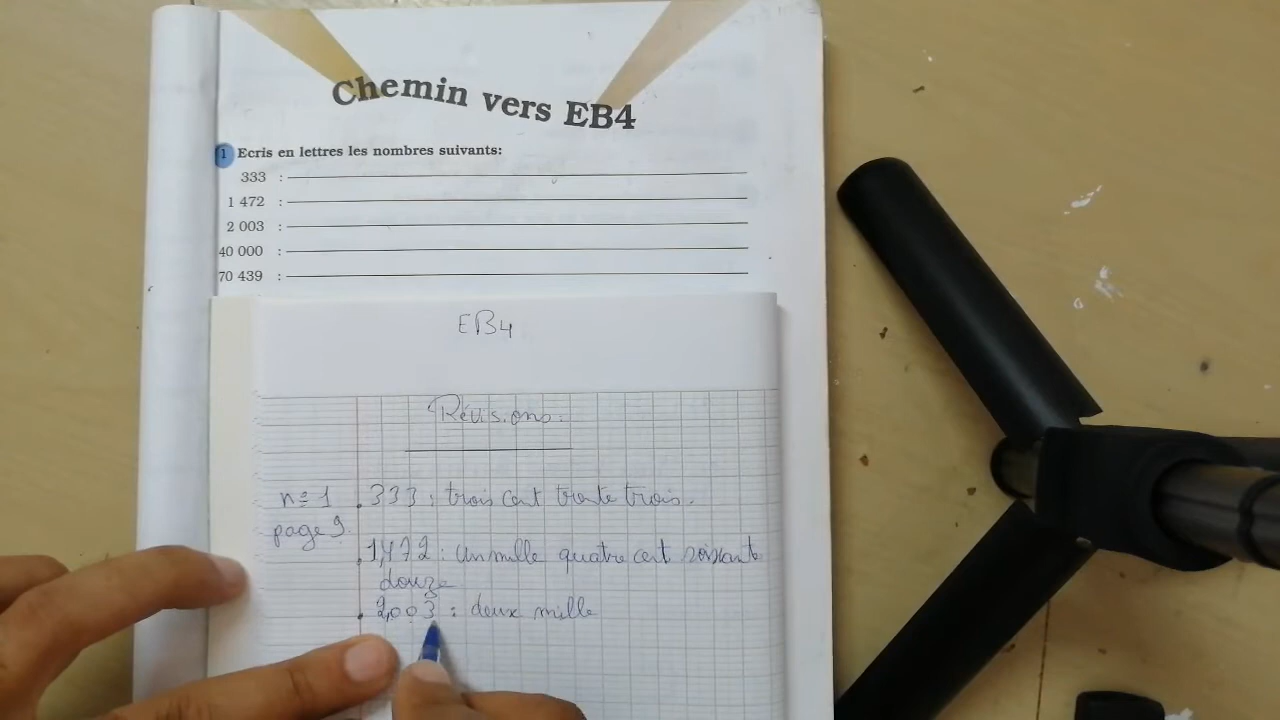 Chemin vers EB4
1 Ecris en lettres les nombres suivants:
333 :
1 472 :
2 003 :
40 000 :
70 439 :
EB4
Révisions.
n° 1 . 333 : trois cent trente trois.
page 9.
. 1,472 : un mille quatre cent soixante
douze
. 2,003 : deux mille